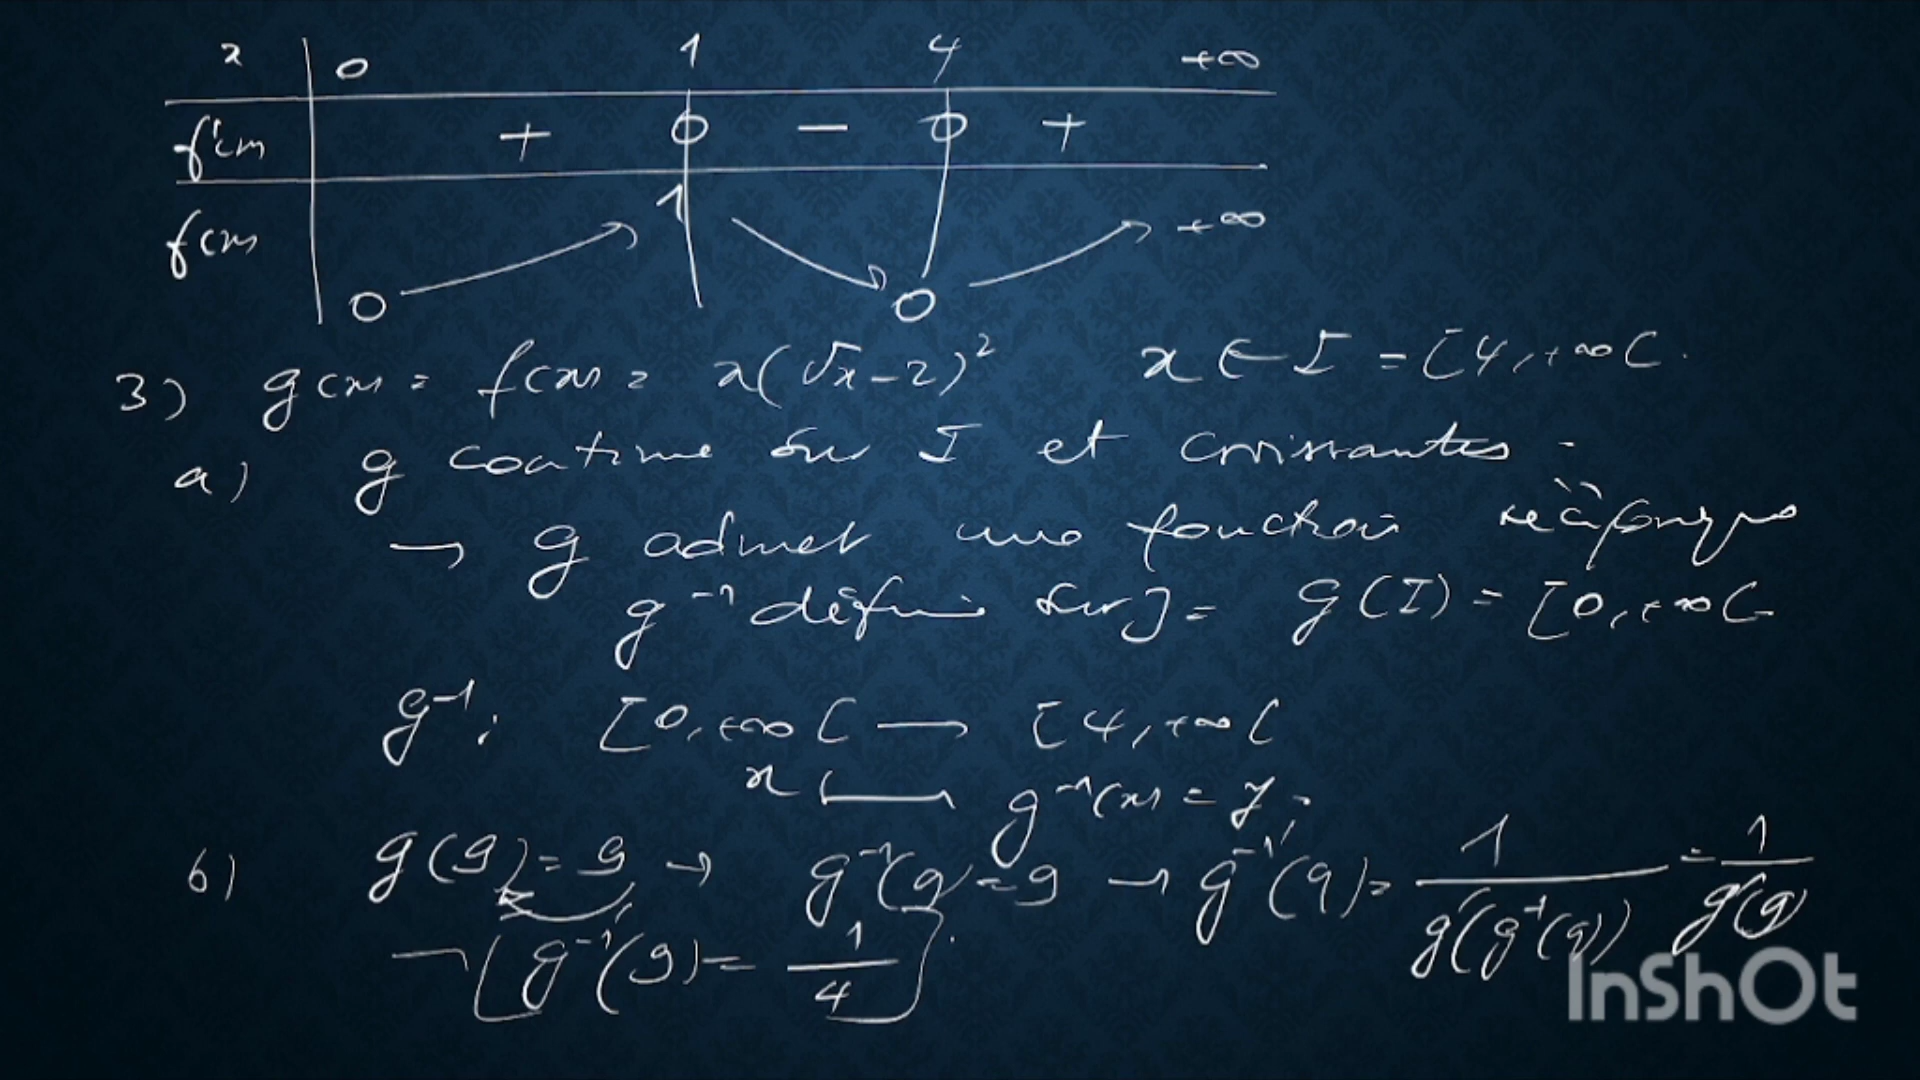 x 0 1 4 +∞
f'(x) + 0 - 0 +
f(x) 0 1 0 +∞
3) g(x) = f(x) = x(√x-2)² x ∈ I = [4,+∞[.
a) g continue sur I et croissantes.
→ g admet une fonction réciproque
g⁻¹ définie sur J = g(I) = [0,+∞[
g⁻¹: [0,+∞[ → [4,+∞[
x ↦ g⁻¹(x) = y.
b) g(9) = 9 → g⁻¹(9) = 9 → g⁻¹'(9) = 1/g'(g⁻¹(9)) = 1/g'(9)
→ [g⁻¹'(9) = 1/4].
InShOt